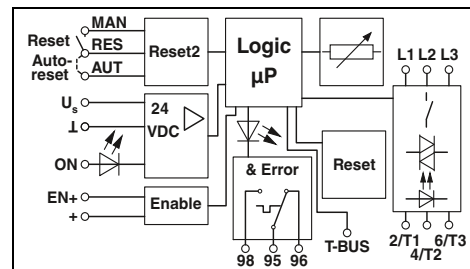 MAN
Reset
RES
Auto-
reset
AUT
Reset2
Logic
µP
L1 L2 L3
Us
24
VDC
⊥
ON
EN+
+
Enable
& Error
Reset
98 95 96
T-BUS
2/T1 6/T3
4/T2